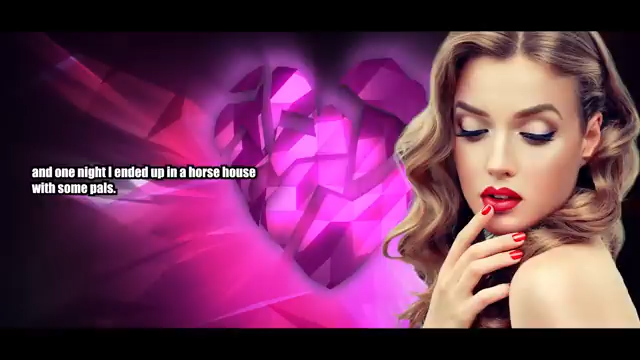 and one night I ended up in a horse house
with some pals.